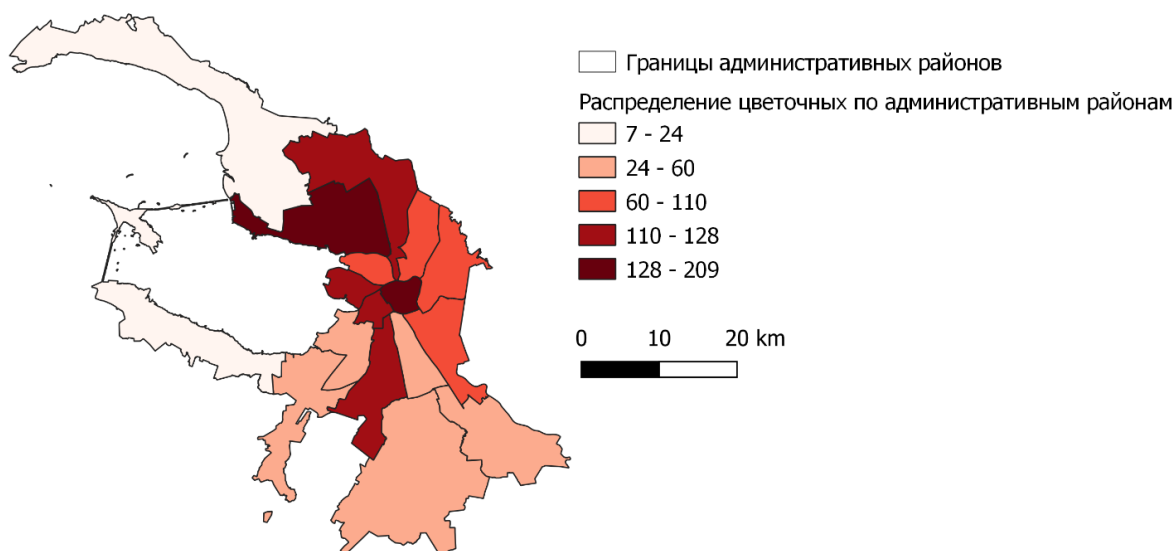 Границы административных районов
Распределение цветочных по административным районам
7 - 24
24 - 60
60 - 110
110 - 128
128 - 209
0 10 20 km